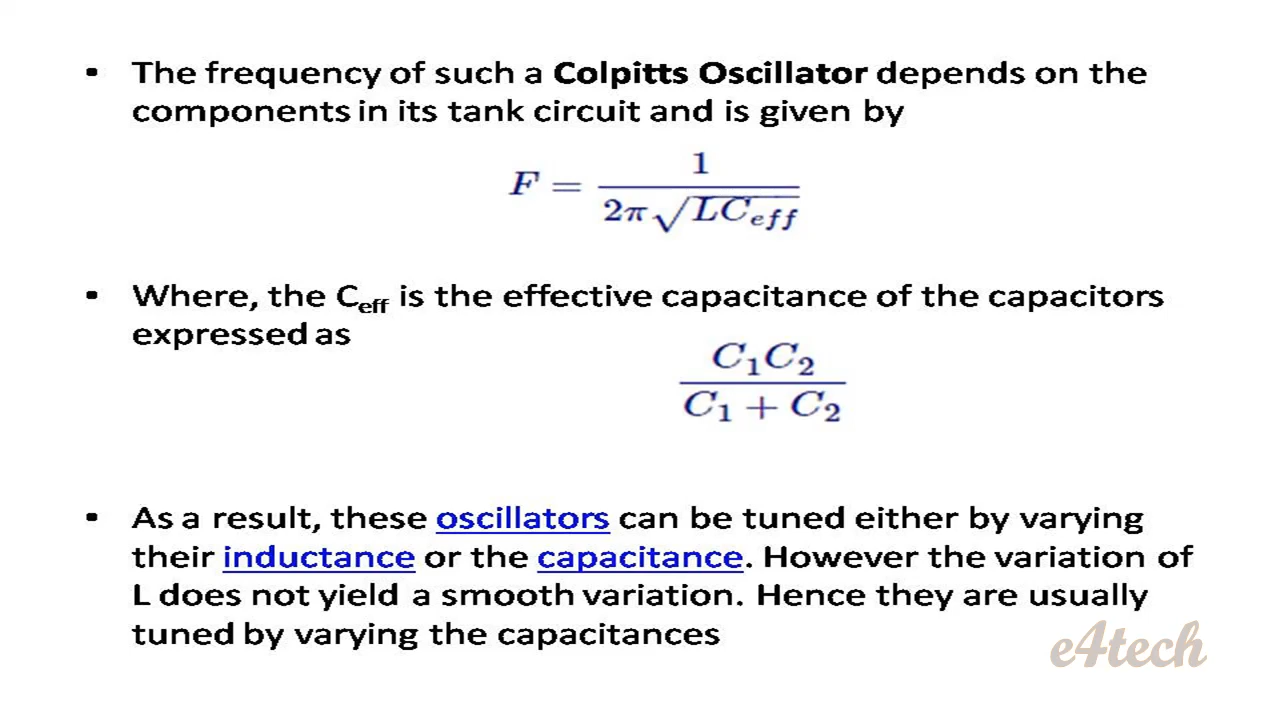 • The frequency of such a Colpitts Oscillator depends on the
components in its tank circuit and is given by
F = 1 / (2π√(LC_eff))
• Where, the C_eff is the effective capacitance of the capacitors
expressed as
C₁C₂ / (C₁ + C₂)
• As a result, these oscillators can be tuned either by varying
their inductance or the capacitance. However the variation of
L does not yield a smooth variation. Hence they are usually
tuned by varying the capacitances
e4tech